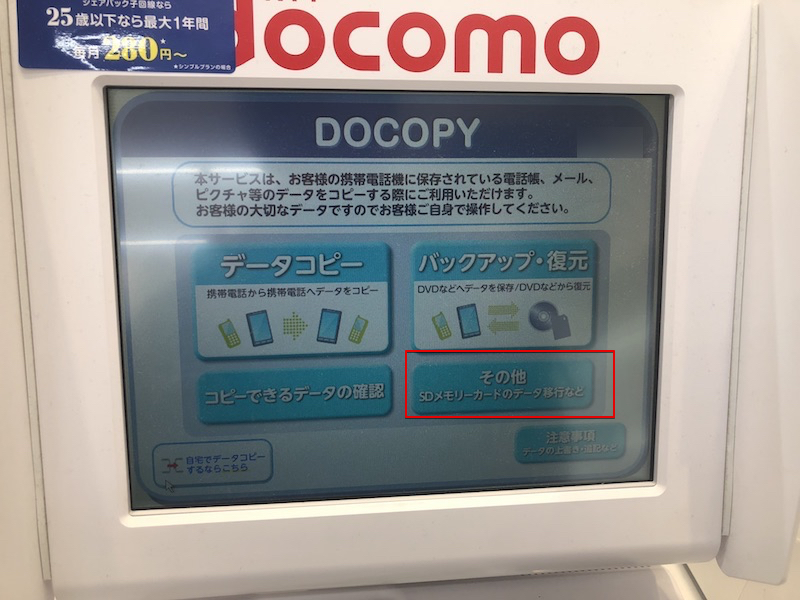 シェアパック子回線なら
25歳以下なら最大1年間
毎月280円～*
*シンプルプランの場合
docomo
DOCOPY
本サービスは、お客様の携帯電話機に保存されている電話帳、メール、
ピクチャ等のデータをコピーする際にご利用いただけます。
お客様の大切なデータですのでお客様ご自身で操作してください。
データコピー
携帯電話から携帯電話へデータをコピー
バックアップ・復元
DVDなどへデータを保存/DVDなどから復元
コピーできるデータの確認
その他
SDメモリーカードのデータ移行など
注意事項
データの上書き・追記など
自宅でデータコピー
するならこちら